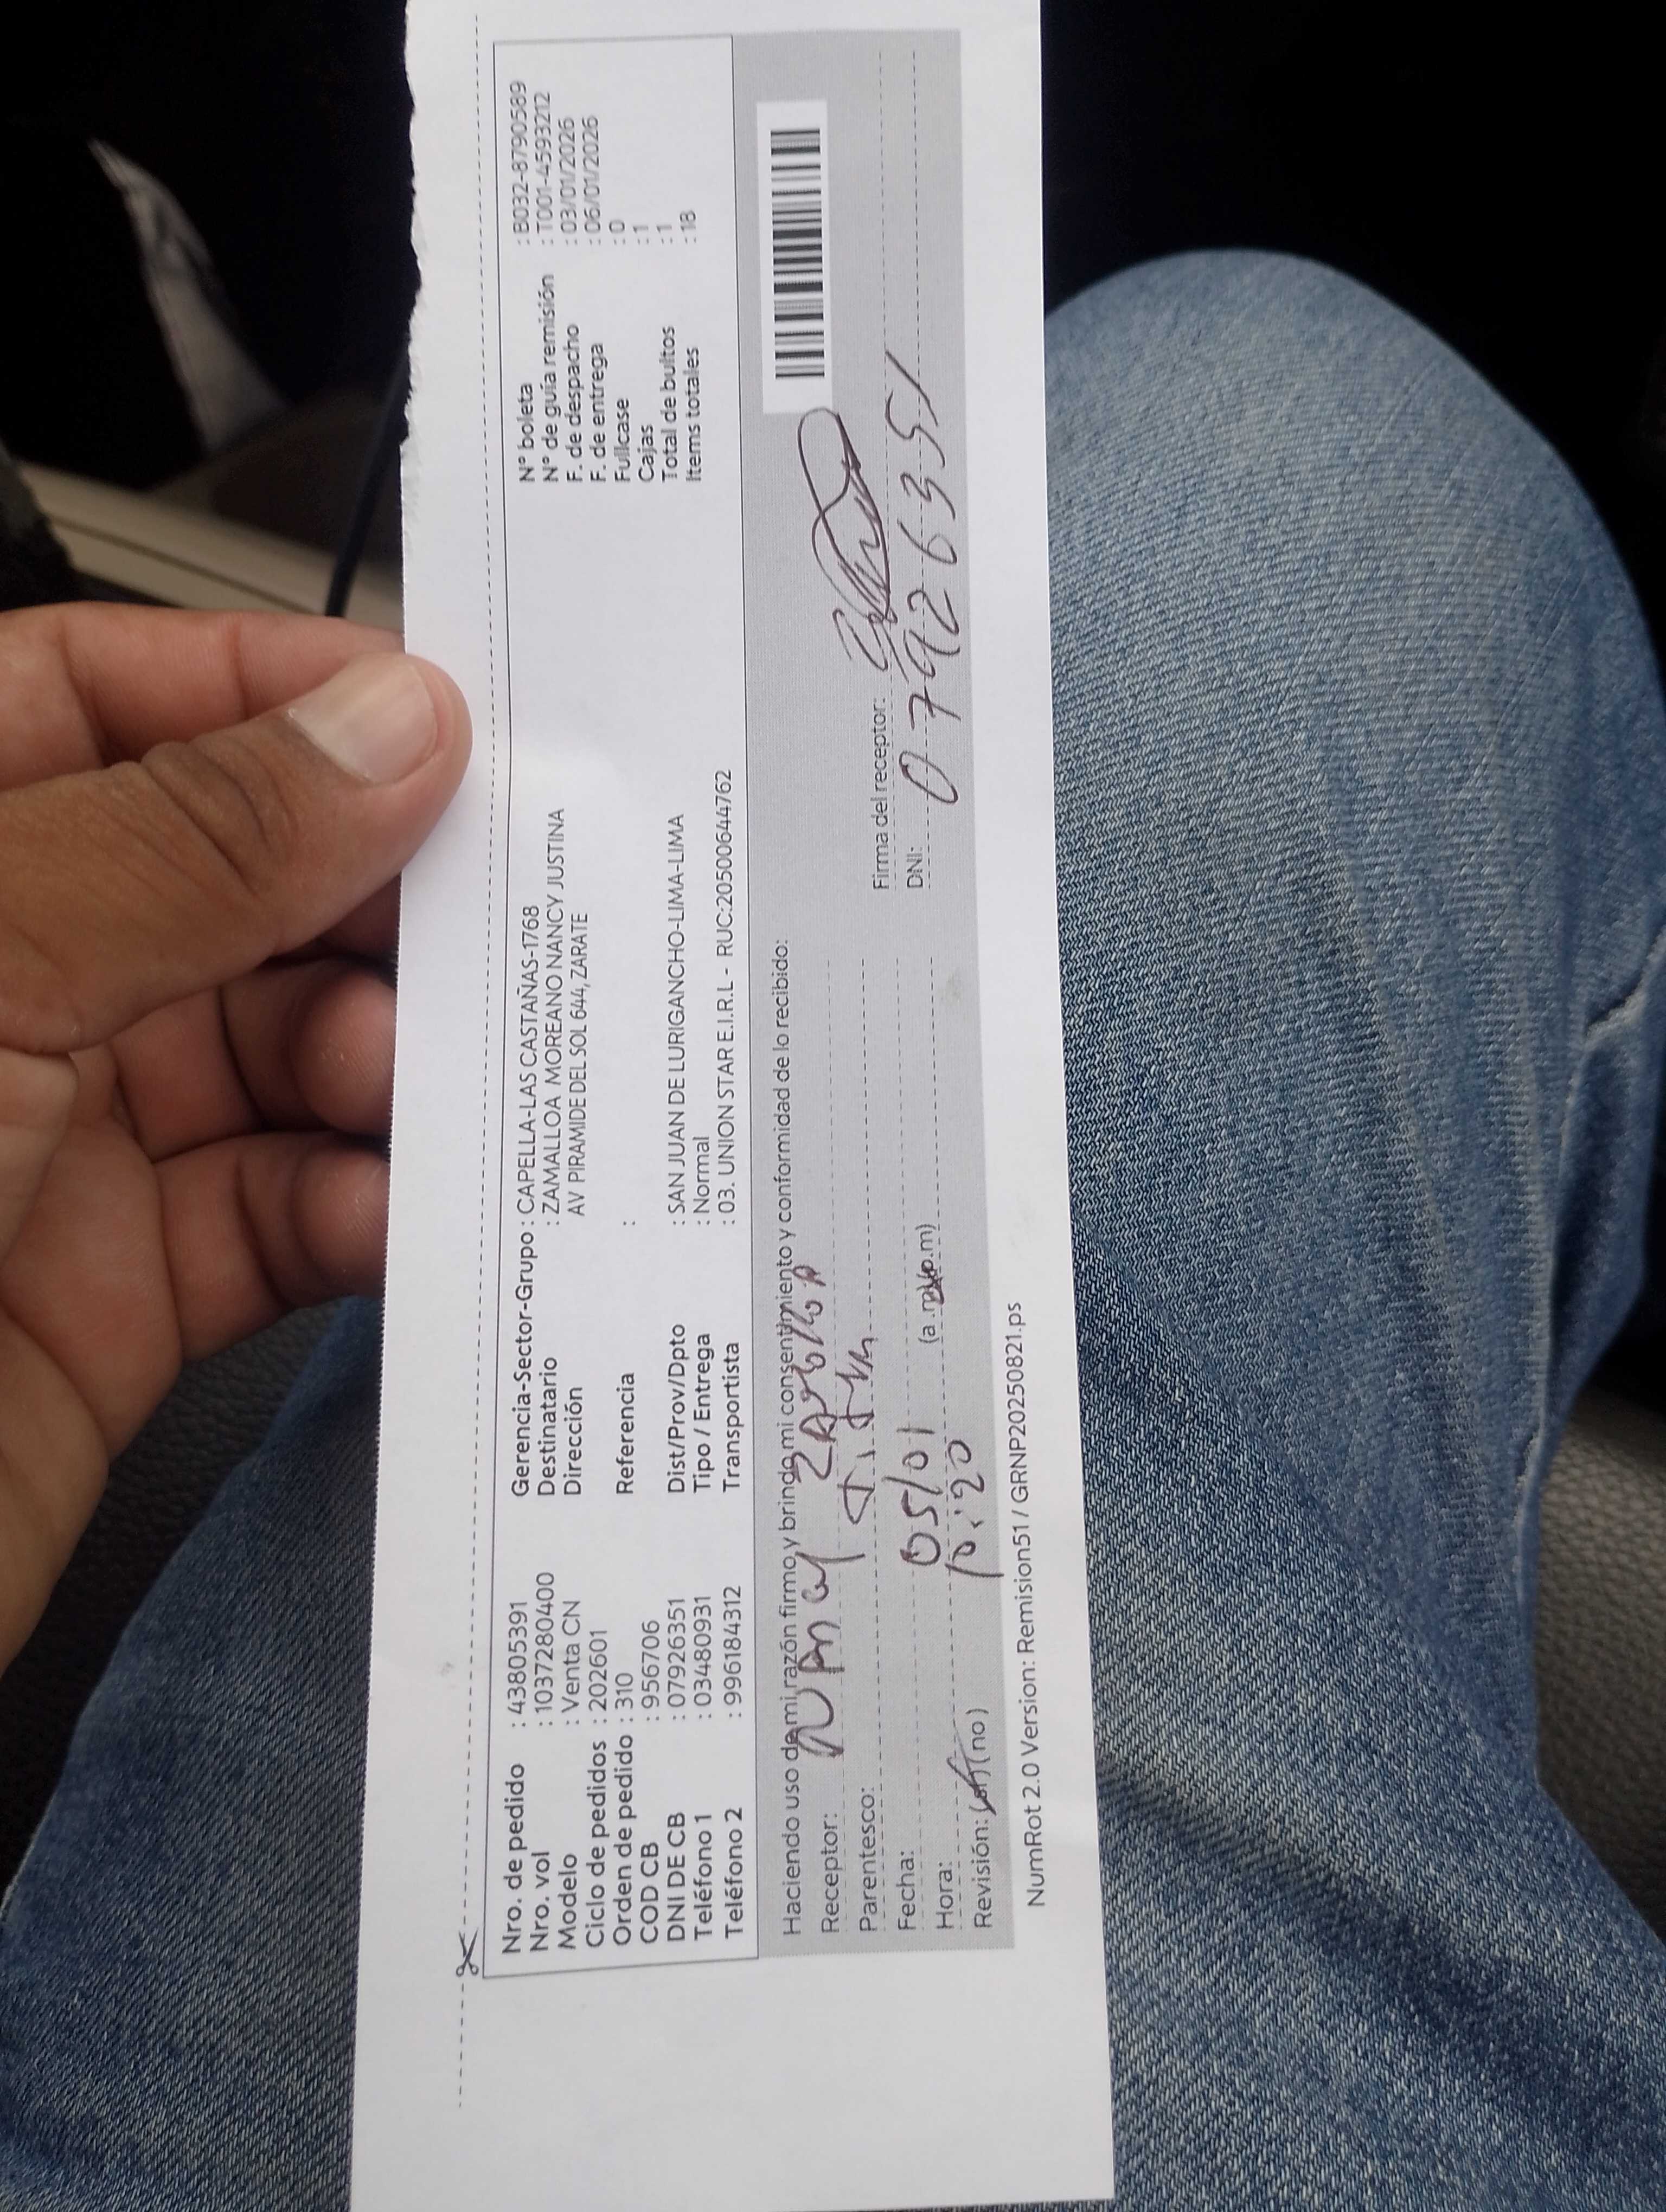 Nro. de pedido : 43805391
Nro. vol : 1037280400
Modelo : Venta CN
Ciclo de pedidos : 202601
Orden de pedido : 310
COD CB : 956706
DNI DE CB : 07926351
Teléfono 1 : 03480931
Teléfono 2 : 996184312
Gerencia-Sector-Grupo : CAPELLA-LAS CASTAÑAS-1768
Destinatario : ZAMALLOA MOREANO NANCY JUSTINA
Dirección AV PIRAMIDE DEL SOL 644, ZARATE
Referencia :
Dist/Prov/Dpto : SAN JUAN DE LURIGANCHO-LIMA-LIMA
Tipo / Entrega : Normal
Transportista : 03. UNION STAR E.I.R.L - RUC:20500644762
N° boleta : B032-8790589
N° de guía remisión : T001-4593212
F. de despacho : 03/01/2026
F. de entrega : 06/01/2026
Fullcase : 0
Cajas : 1
Total de bultos : 1
Items totales : 18
Haciendo uso de mi razón firmo y brindo mi consentimiento y conformidad de lo recibido:
Receptor:
Parentesco:
Fecha: 05/01
Hora: 10:20 (a.m/p.m)
Revisión: (no)
Firma del receptor:
DNI: 07926351
NumRot 2.0 Version: Remision51 / GRNP20250821.ps